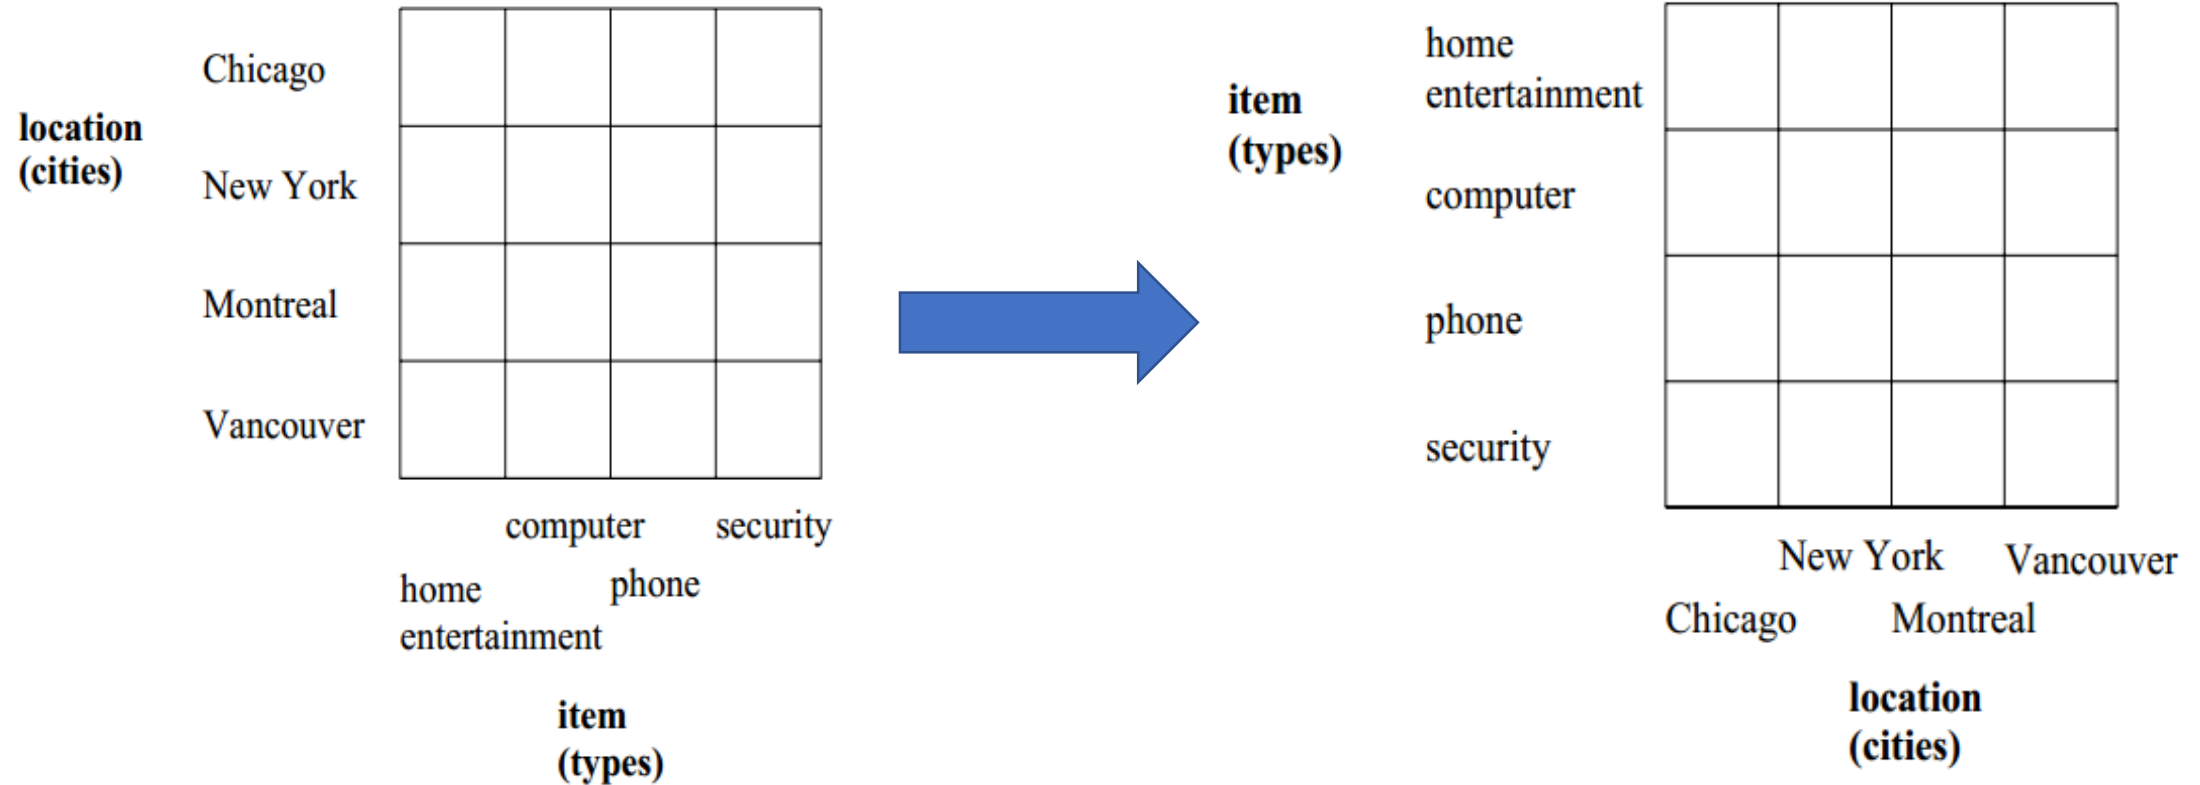 location
(cities)
Chicago
New York
Montreal
Vancouver
computer
security
home
entertainment
phone
item
(types)
item
(types)
home
entertainment
computer
phone
security
New York
Vancouver
Chicago
Montreal
location
(cities)